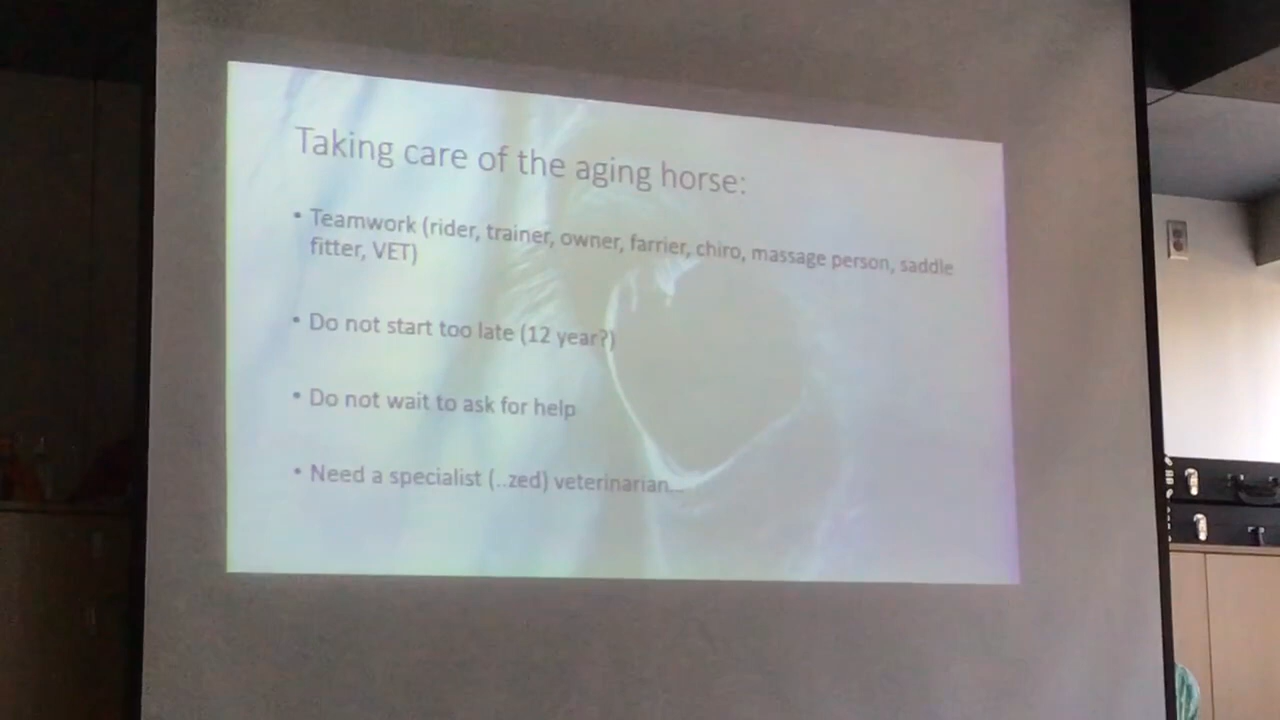 Taking care of the aging horse:
• Teamwork (rider, trainer, owner, farrier, chiro, massage person, saddle
fitter, VET)
• Do not start too late (12 year?)
• Do not wait to ask for help
• Need a specialist (..zed) veterinarian...